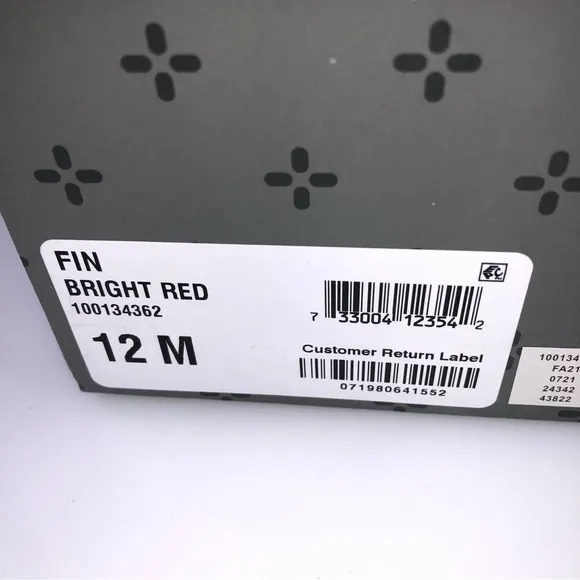 FIN
BRIGHT RED
100134362
12 M
7 33004 12354 2
Customer Return Label
071980641552
100134
FA21
0721
24342
43822